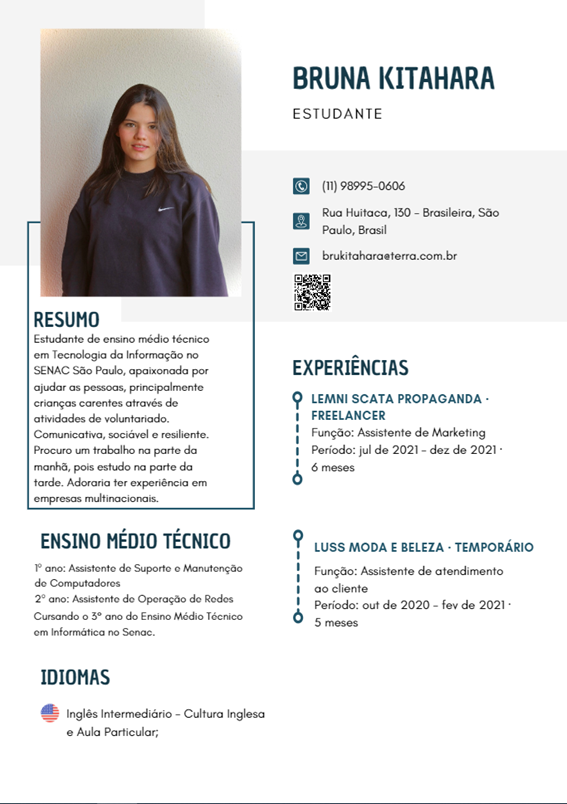 BRUNA KITAHARA
ESTUDANTE
(11) 98995-0606
Rua Huitaca, 130 - Brasileira, São
Paulo, Brasil
brukitahara@terra.com.br
RESUMO
Estudante de ensino médio técnico
em Tecnologia da Informação no
SENAC São Paulo, apaixonada por
ajudar as pessoas, principalmente
crianças carentes através de
atividades de voluntariado.
Comunicativa, sociável e resiliente.
Procuro um trabalho na parte da
manhã, pois estudo na parte da
tarde. Adoraria ter experiência em
empresas multinacionais.
ENSINO MÉDIO TÉCNICO
1º ano: Assistente de Suporte e Manutenção
de Computadores
2º ano: Assistente de Operação de Redes
Cursando o 3º ano do Ensino Médio Técnico
em Informática no Senac.
IDIOMAS
Inglês Intermediário - Cultura Inglesa
e Aula Particular;
EXPERIÊNCIAS
LEMNI SCATA PROPAGANDA ·
FREELANCER
Função: Assistente de Marketing
Período: jul de 2021 - dez de 2021 ·
6 meses
LUSS MODA E BELEZA · TEMPORÁRIO
Função: Assistente de atendimento
ao cliente
Período: out de 2020 - fev de 2021 ·
5 meses